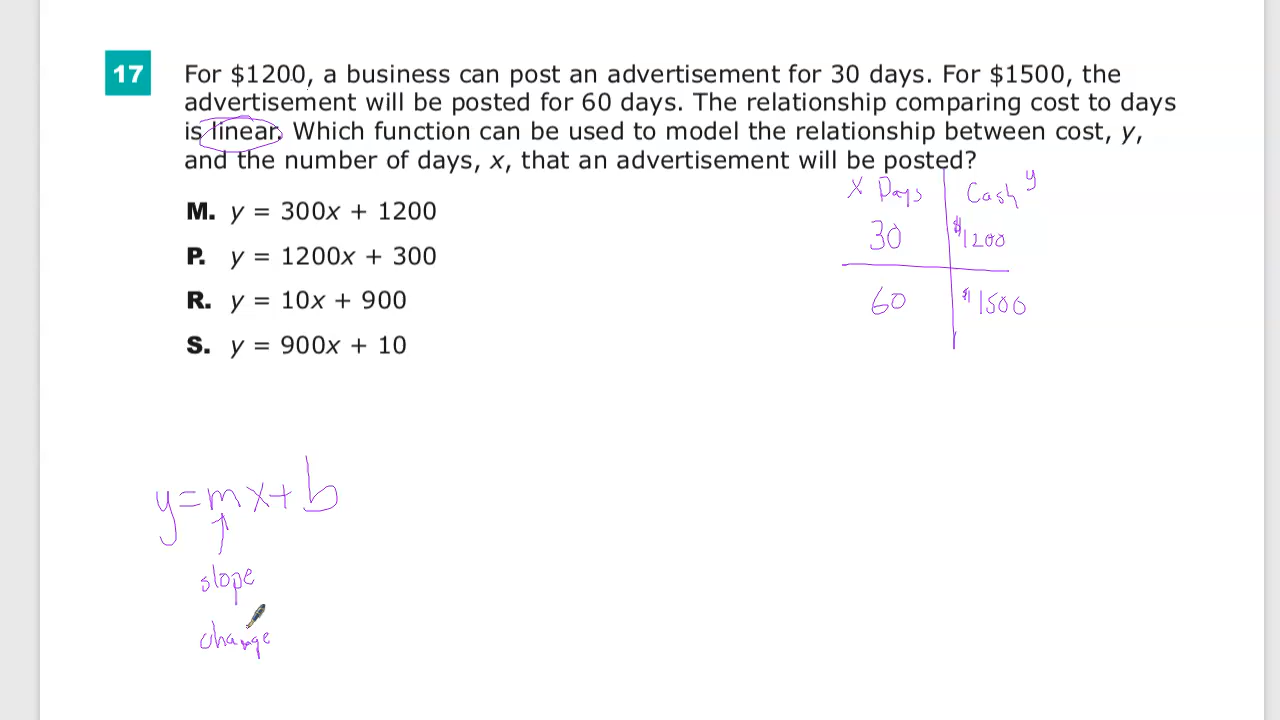 17 For $1200, a business can post an advertisement for 30 days. For $1500, the
advertisement will be posted for 60 days. The relationship comparing cost to days
is linear. Which function can be used to model the relationship between cost, y,
and the number of days, x, that an advertisement will be posted?
M. y = 300x + 1200
P. y = 1200x + 300
R. y = 10x + 900
S. y = 900x + 10
X Days Cash y
30 $1200
60 $1500
y=mx+b
slope
change